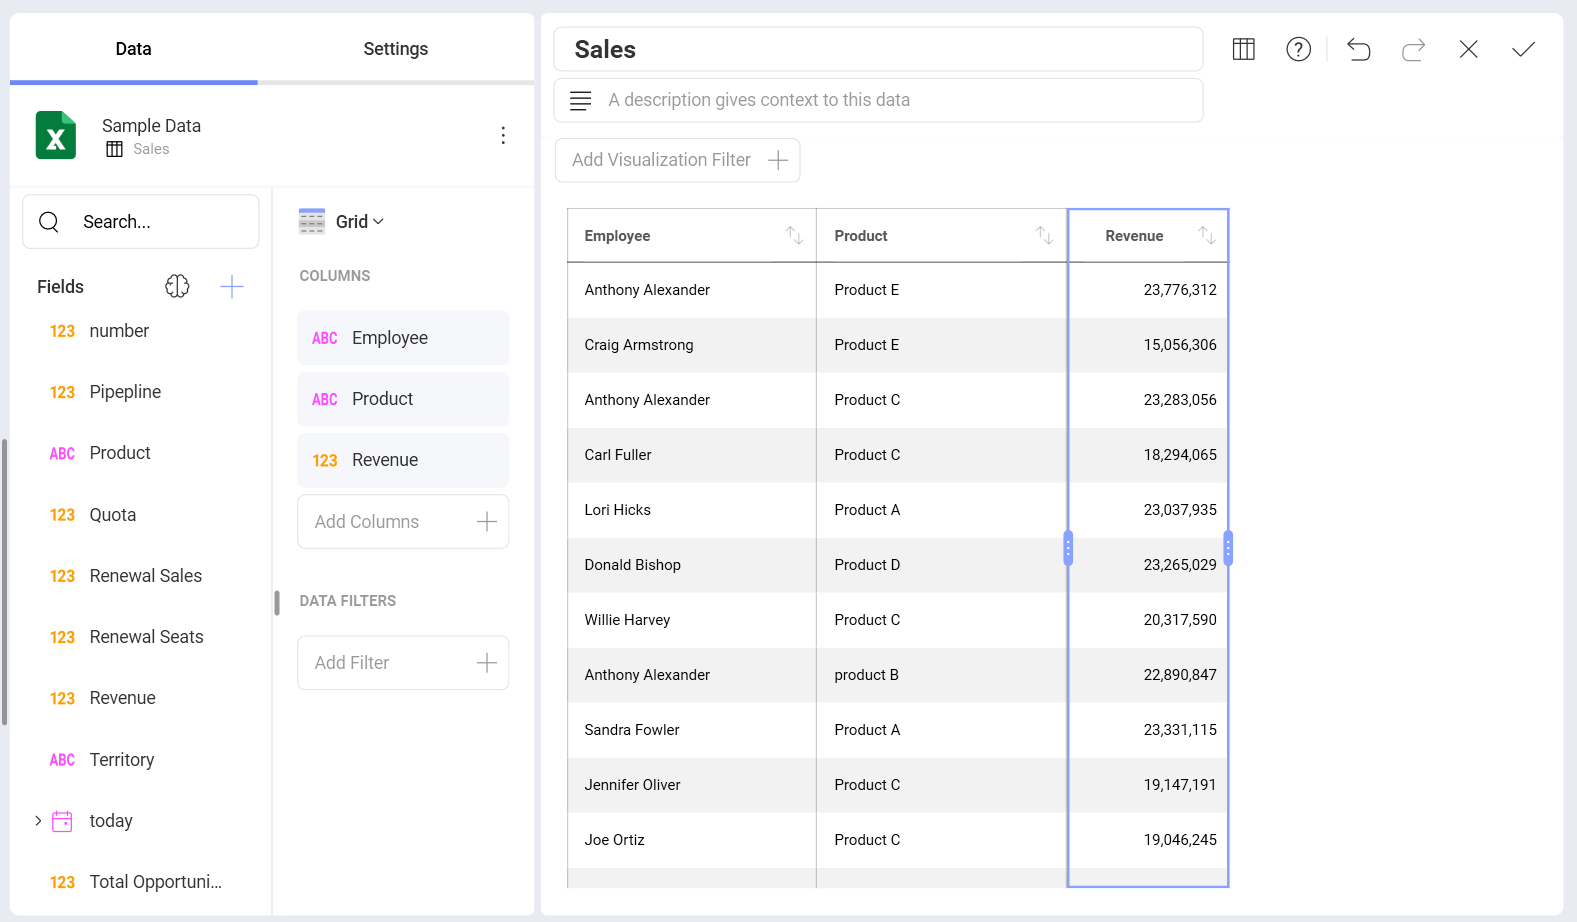 Data
Settings
Sample Data
Sales
Search...
Fields
123 number
123 Pipepline
ABC Product
123 Quota
123 Renewal Sales
123 Renewal Seats
123 Revenue
ABC Territory
today
123 Total Opportuni...
Grid
COLUMNS
ABC Employee
ABC Product
123 Revenue
Add Columns
DATA FILTERS
Add Filter
Sales
A description gives context to this data
Add Visualization Filter
Employee Product Revenue
Anthony Alexander Product E 23,776,312
Craig Armstrong Product E 15,056,306
Anthony Alexander Product C 23,283,056
Carl Fuller Product C 18,294,065
Lori Hicks Product A 23,037,935
Donald Bishop Product D 23,265,029
Willie Harvey Product C 20,317,590
Anthony Alexander product B 22,890,847
Sandra Fowler Product A 23,331,115
Jennifer Oliver Product C 19,147,191
Joe Ortiz Product C 19,046,245